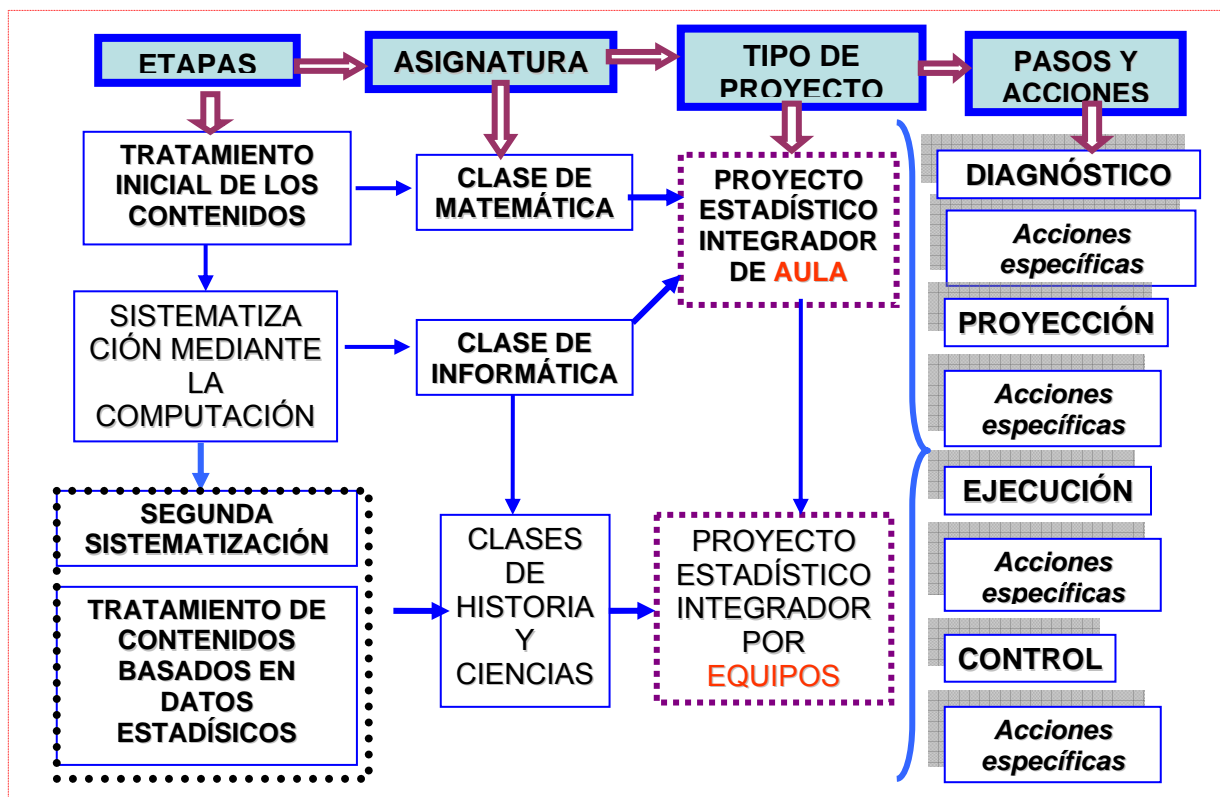 ETAPAS
ASIGNATURA
TIPO DE
PROYECTO
PASOS Y
ACCIONES
TRATAMIENTO
INICIAL DE LOS
CONTENIDOS
CLASE DE
MATEMÁTICA
PROYECTO
ESTADÍSTICO
INTEGRADOR
DE AULA
SISTEMATIZA
CIÓN MEDIANTE
LA
COMPUTACIÓN
CLASE DE
INFORMÁTICA
SEGUNDA
SISTEMATIZACIÓN
TRATAMIENTO DE
CONTENIDOS
BASADOS EN
DATOS
ESTADÍSICOS
CLASES
DE
HISTORIA
Y
CIENCIAS
PROYECTO
ESTADÍSTICO
INTEGRADOR
POR
EQUIPOS
DIAGNÓSTICO
Acciones
específicas
PROYECCIÓN
Acciones
específicas
EJECUCIÓN
Acciones
específicas
CONTROL
Acciones
específicas